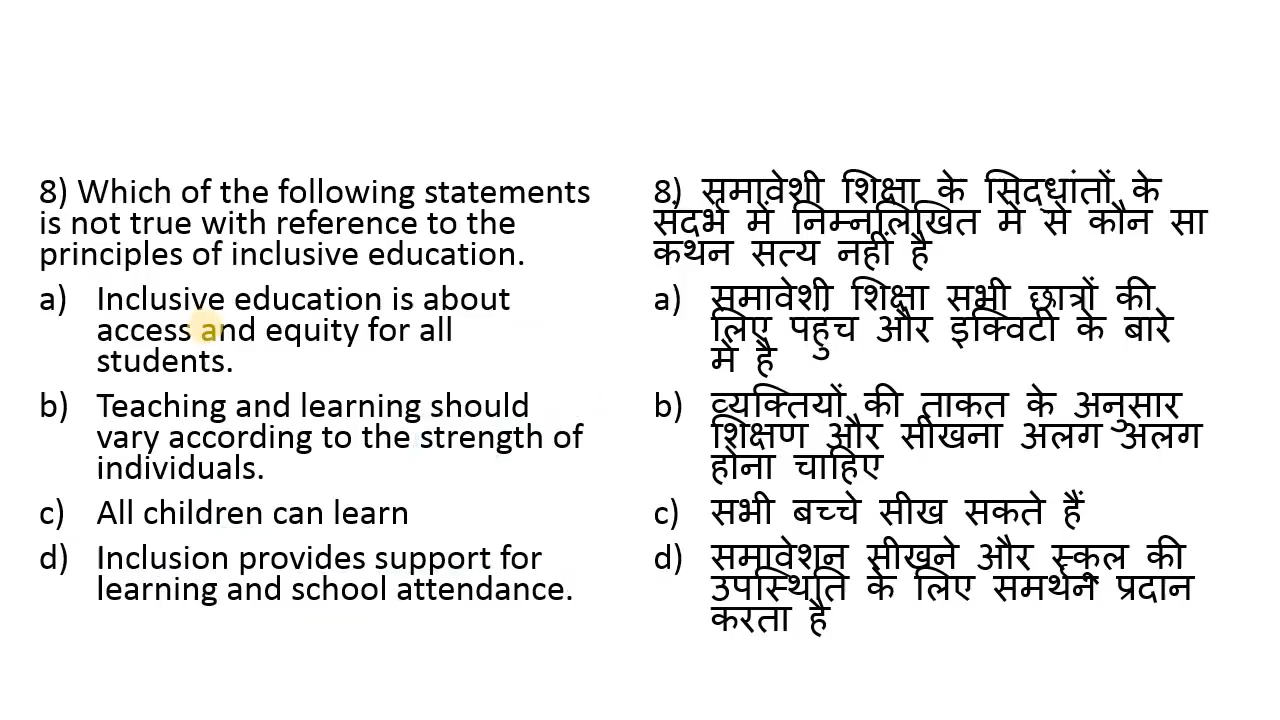 8) Which of the following statements
is not true with reference to the
principles of inclusive education.
a) Inclusive education is about
access and equity for all
students.
b) Teaching and learning should
vary according to the strength of
individuals.
c) All children can learn
d) Inclusion provides support for
learning and school attendance.
8) समावेशी शिक्षा के सिद्धांतों के
संदर्भ में निम्नलिखित में से कौन सा
कथन सत्य नहीं है
a) समावेशी शिक्षा सभी छात्रों की
लिए पहुंच और इक्विटी के बारे
में है
b) व्यक्तियों की ताकत के अनुसार
शिक्षण और सीखना अलग अलग
होना चाहिए
c) सभी बच्चे सीख सकते हैं
d) समावेशन सीखने और स्कूल की
उपस्थिति के लिए समर्थन प्रदान
करता है